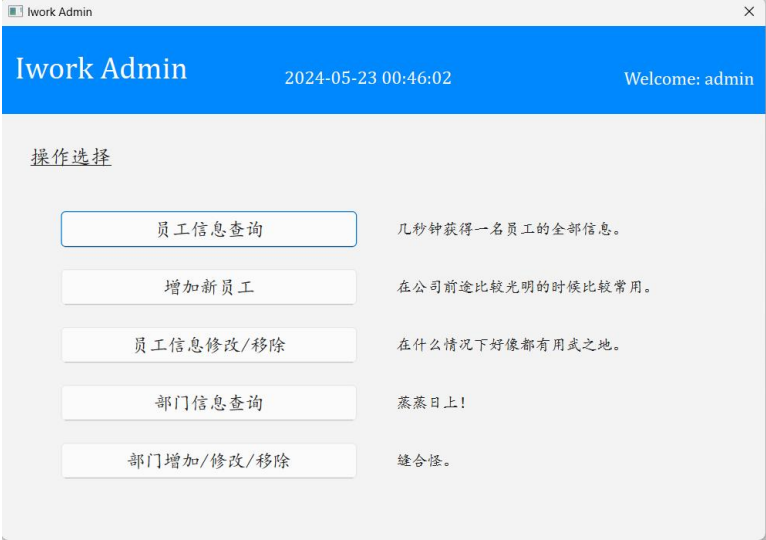 Iwork Admin
Iwork Admin
2024-05-23 00:46:02
Welcome: admin
操作选择
员工信息查询
几秒钟获得一名员工的全部信息。
增加新员工
在公司前途比较光明的时候比较常用。
员工信息修改/移除
在什么情况下好像都有用武之地。
部门信息查询
蒸蒸日上！
部门增加/修改/移除
缝合怪。